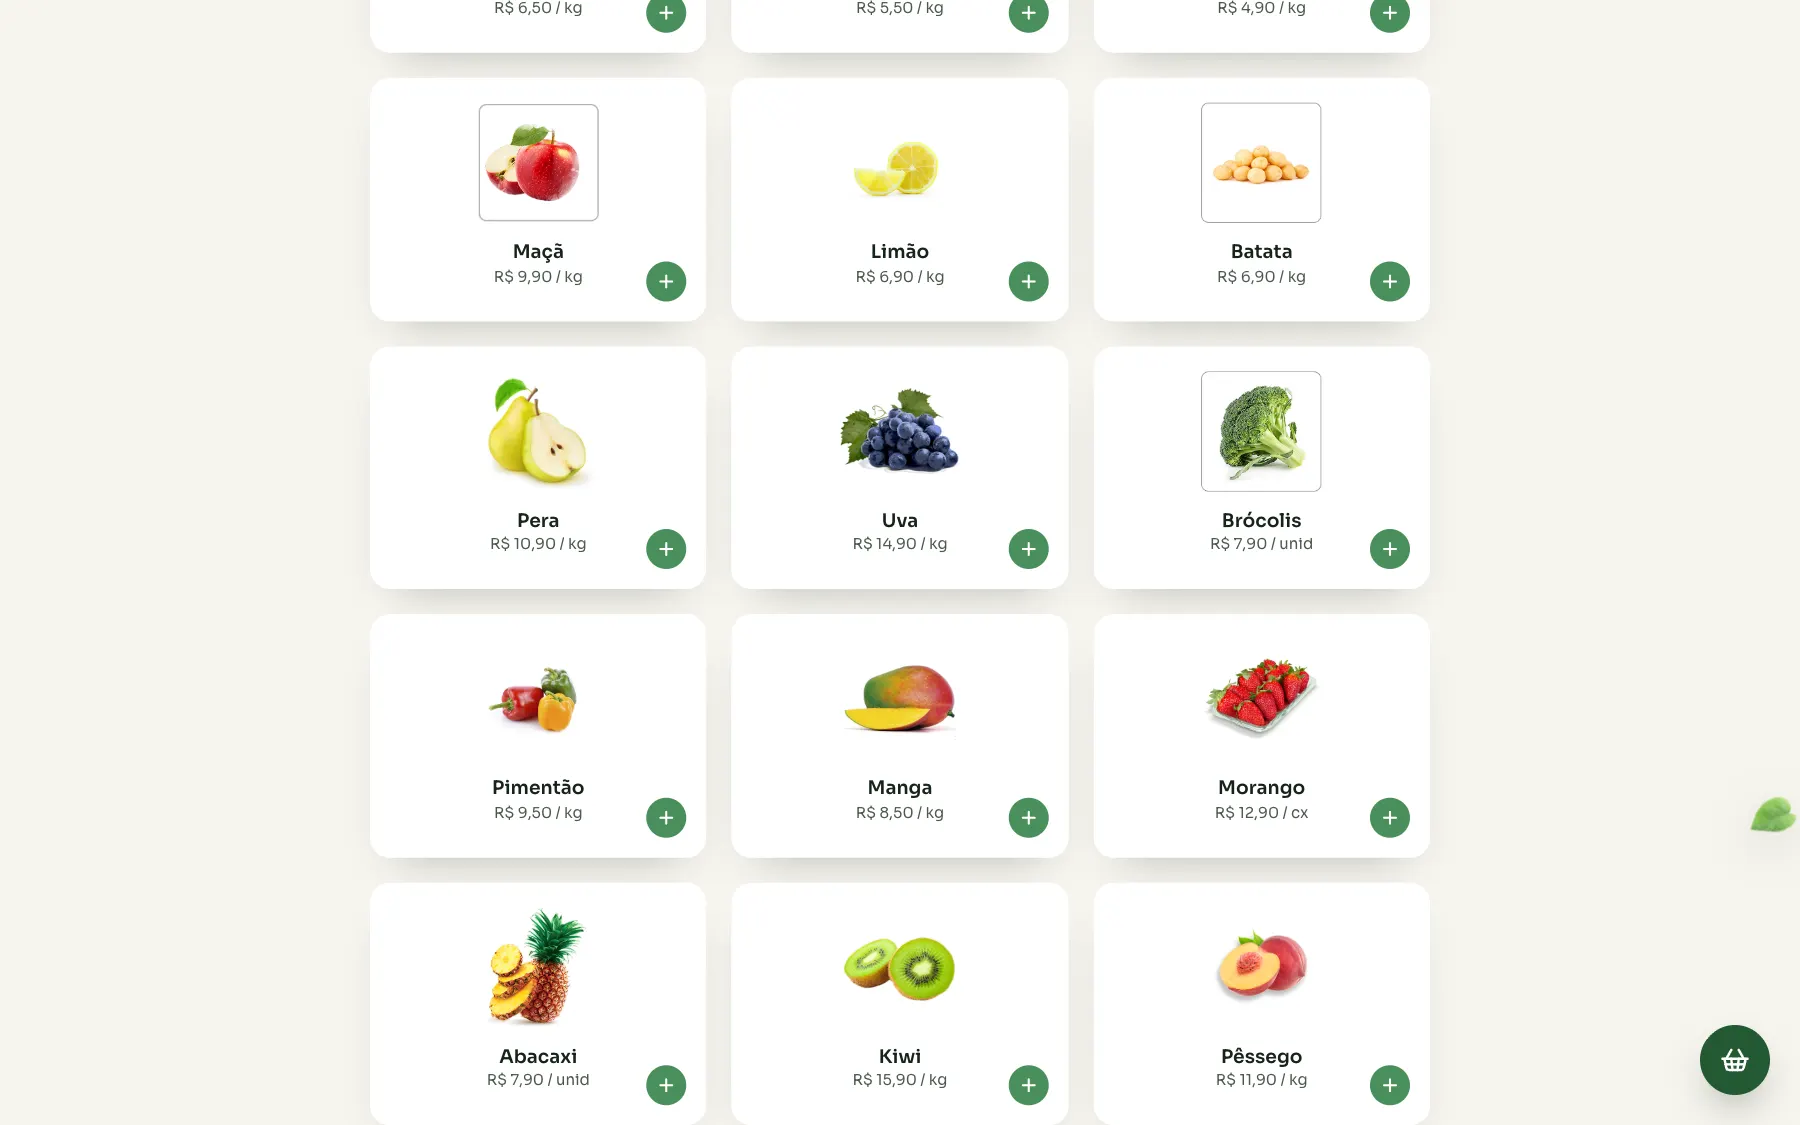 R$ 6,50 / kg
R$ 5,50 / kg
R$ 4,90 / kg
Maçã
R$ 9,90 / kg
Limão
R$ 6,90 / kg
Batata
R$ 6,90 / kg
Pera
R$ 10,90 / kg
Uva
R$ 14,90 / kg
Brócolis
R$ 7,90 / unid
Pimentão
R$ 9,50 / kg
Manga
R$ 8,50 / kg
Morango
R$ 12,90 / cx
Abacaxi
R$ 7,90 / unid
Kiwi
R$ 15,90 / kg
Pêssego
R$ 11,90 / kg